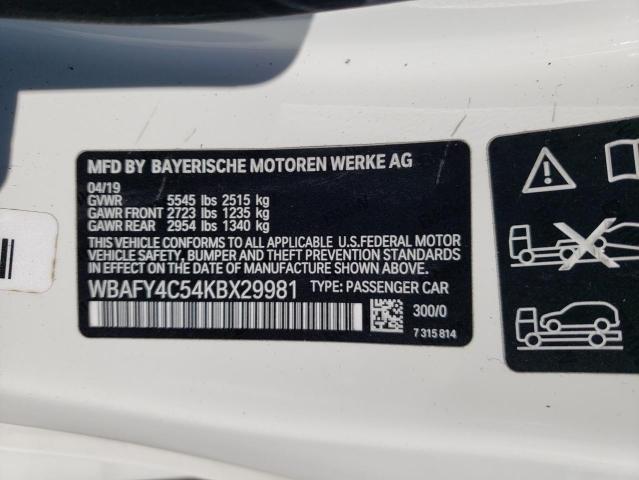 MFD BY BAYERISCHE MOTOREN WERKE AG
04/19
GVWR 5545 lbs 2515 kg
GAWR FRONT 2723 lbs 1235 kg
GAWR REAR 2954 lbs 1340 kg
THIS VEHICLE CONFORMS TO ALL APPLICABLE U.S.FEDERAL MOTOR
VEHICLE SAFETY, BUMPER, AND THEFT PREVENTION STANDARDS
IN EFFECT ON THE DATE OF MANUFACTURE SHOWN ABOVE.
WBAFY4C54KBX29981 TYPE: PASSENGER CAR
300/0
7 315 814